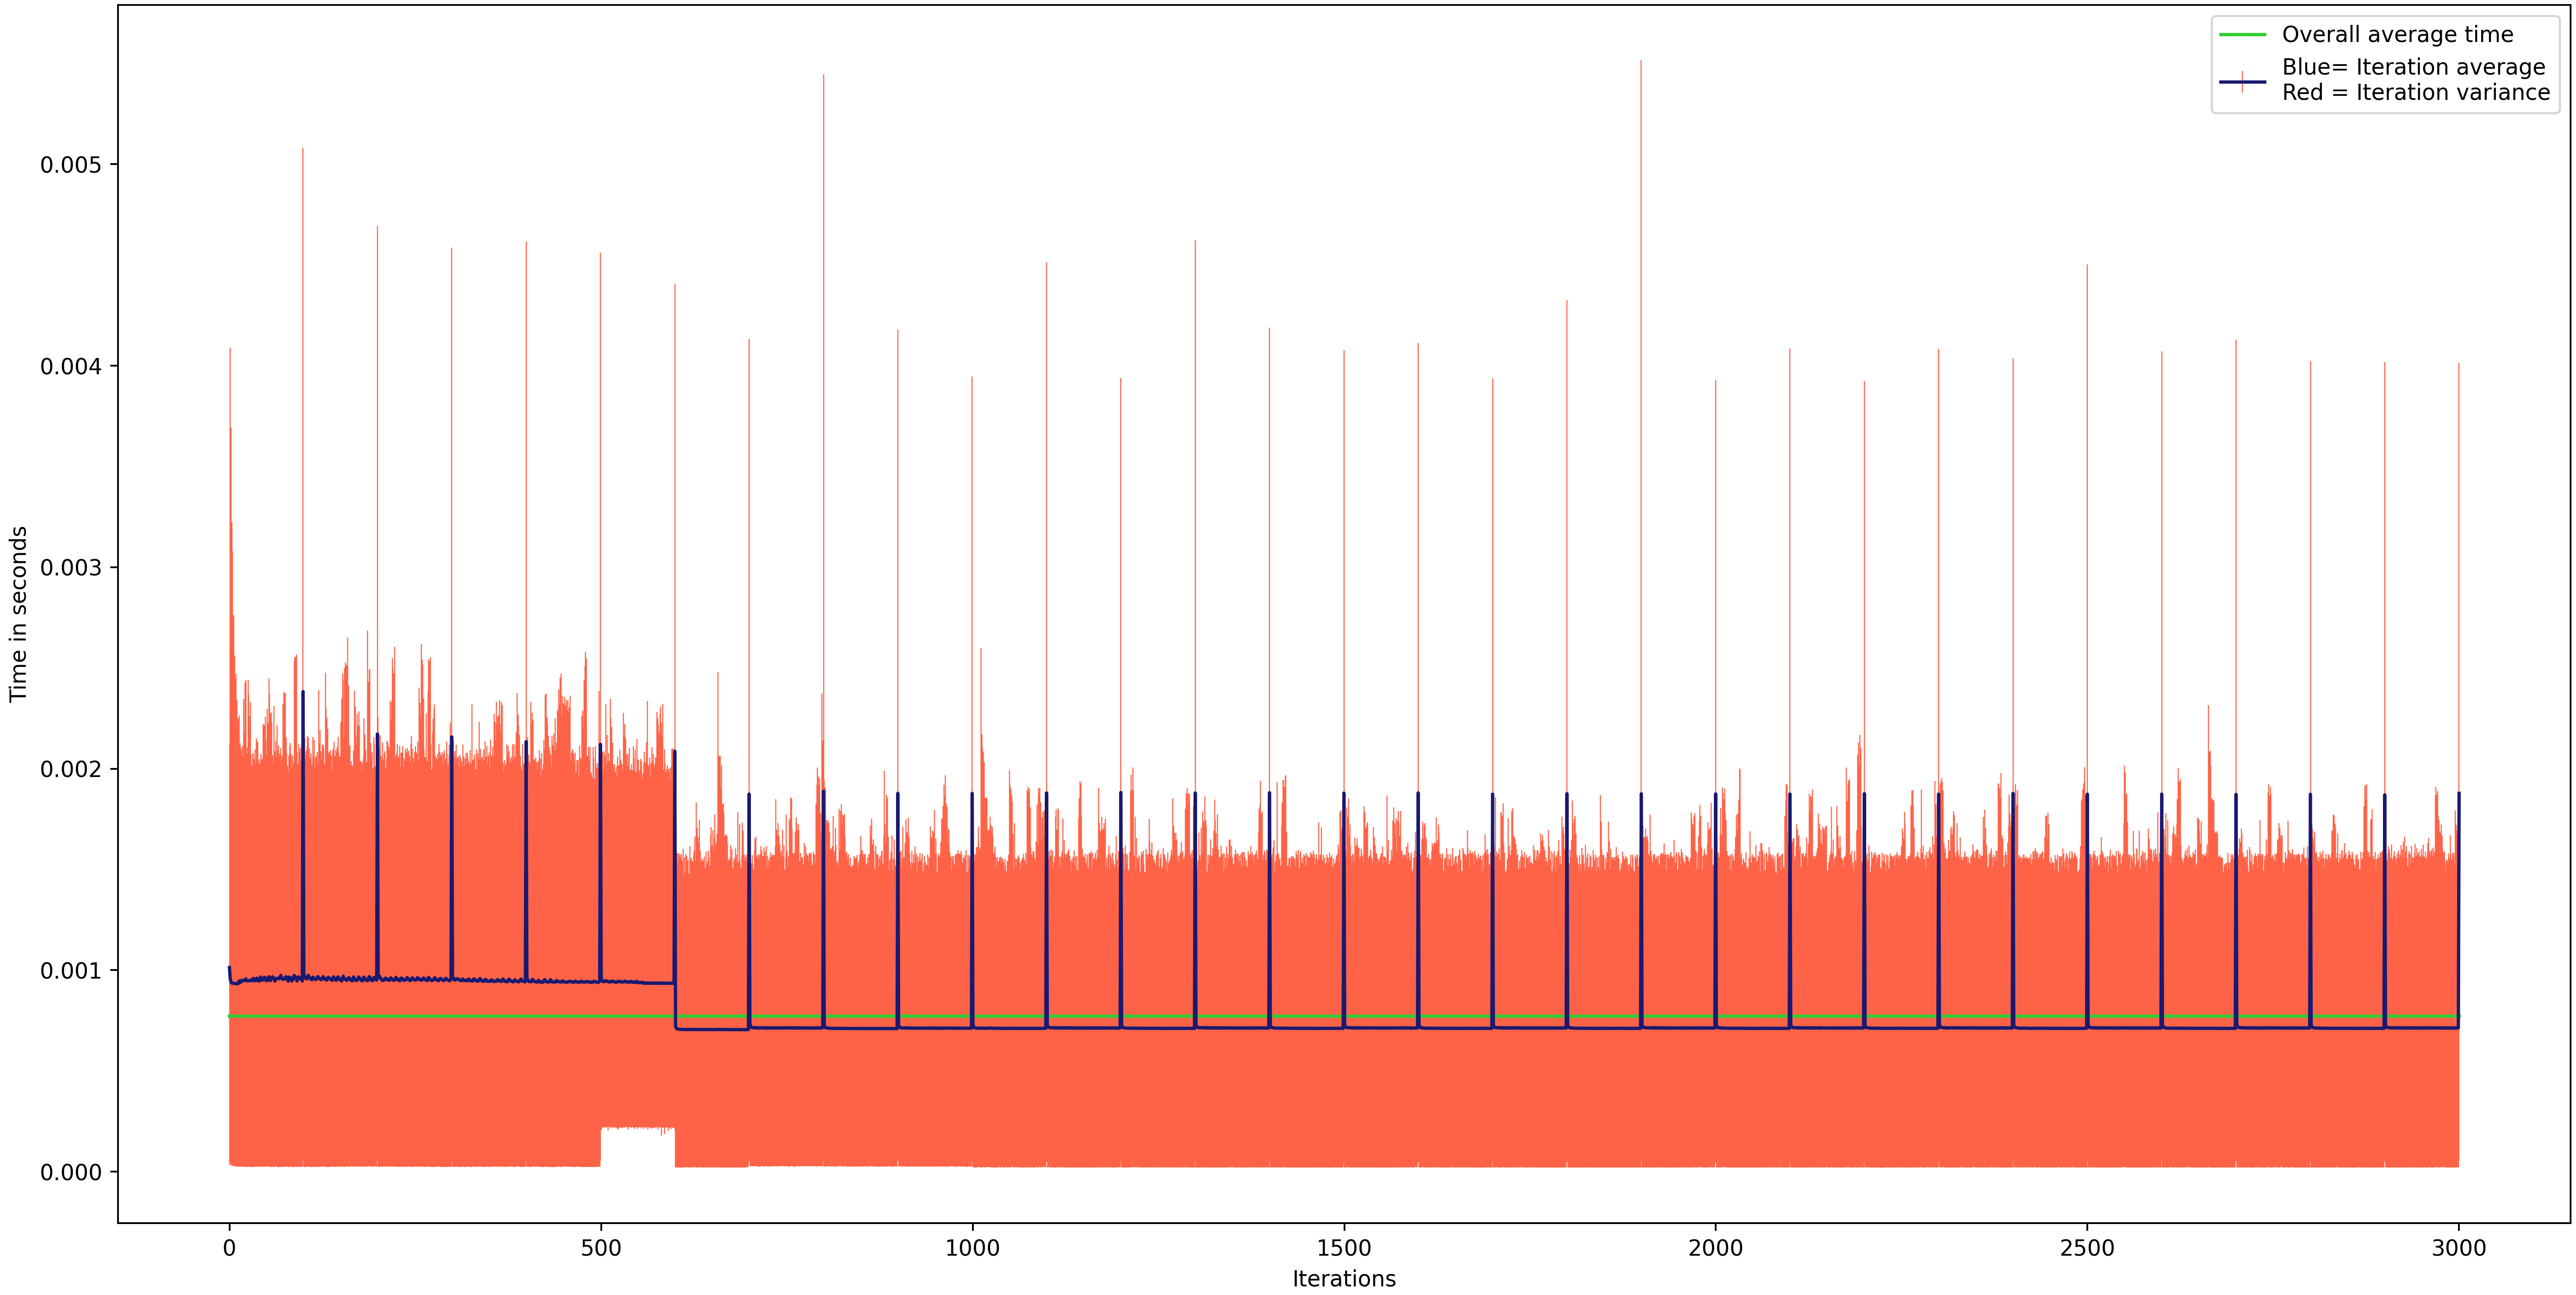 Overall average time
Blue= Iteration average
Red = Iteration variance
0.005
0.004
0.003
0.002
0.001
0.000
Time in seconds
0
500
1000
1500
2000
2500
3000
Iterations